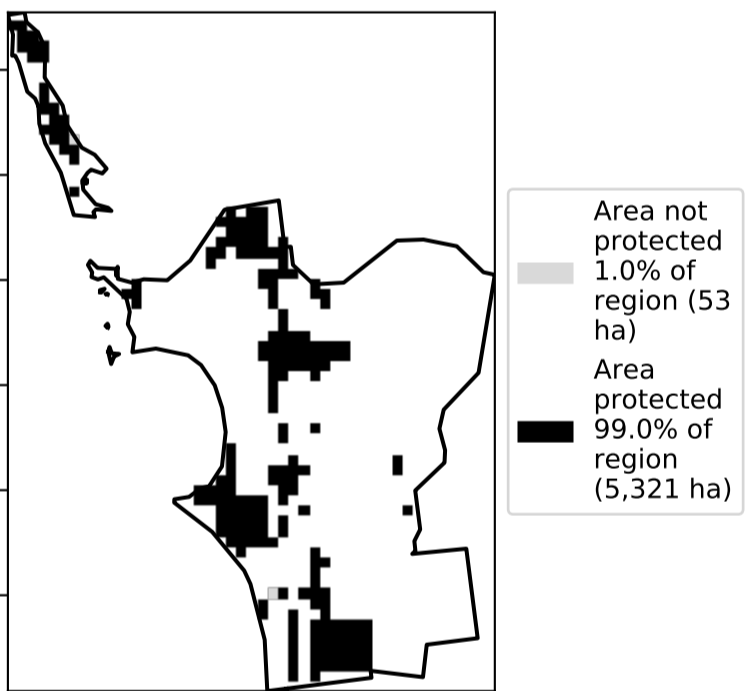 Area not
protected
1.0% of
region (53
ha)
Area
protected
99.0% of
region
(5,321 ha)